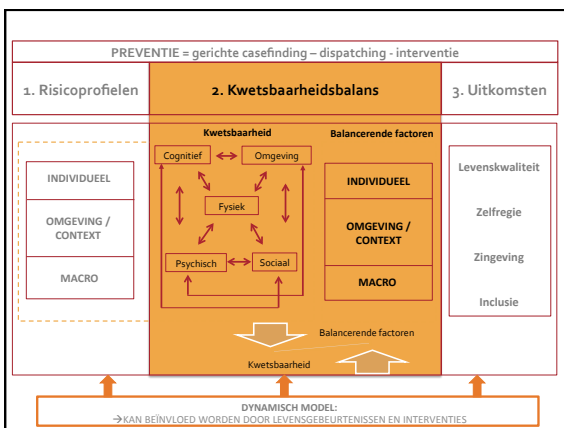 PREVENTIE = gerichte casefinding – dispatching - interventie
1. Risicoprofielen
2. Kwetsbaarheidsbalans
3. Uitkomsten
INDIVIDUEEL
OMGEVING /
CONTEXT
MACRO
Kwetsbaarheid
Cognitief
Omgeving
Fysiek
Psychisch
Sociaal
Balancerende factoren
INDIVIDUEEL
OMGEVING /
CONTEXT
MACRO
Balancerende factoren
Kwetsbaarheid
Levenskwaliteit
Zelfregie
Zingeving
Inclusie
DYNAMISCH MODEL:
→KAN BEÏNVLOED WORDEN DOOR LEVENSGEBEURTENISSEN EN INTERVENTIES